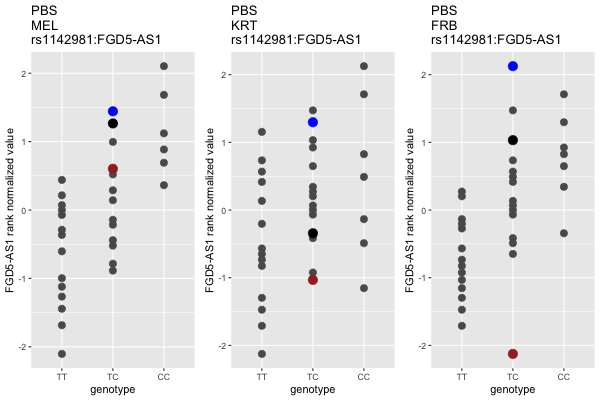 PBS
MEL
rs1142981:FGD5-AS1
FGD5-AS1 rank normalized value
2
1
0
-1
-2
TT
TC
CC
genotype
PBS
KRT
rs1142981:FGD5-AS1
FGD5-AS1 rank normalized value
2
1
0
-1
-2
TT
TC
CC
genotype
PBS
FRB
rs1142981:FGD5-AS1
FGD5-AS1 rank normalized value
2
1
0
-1
-2
TT
TC
CC
genotype